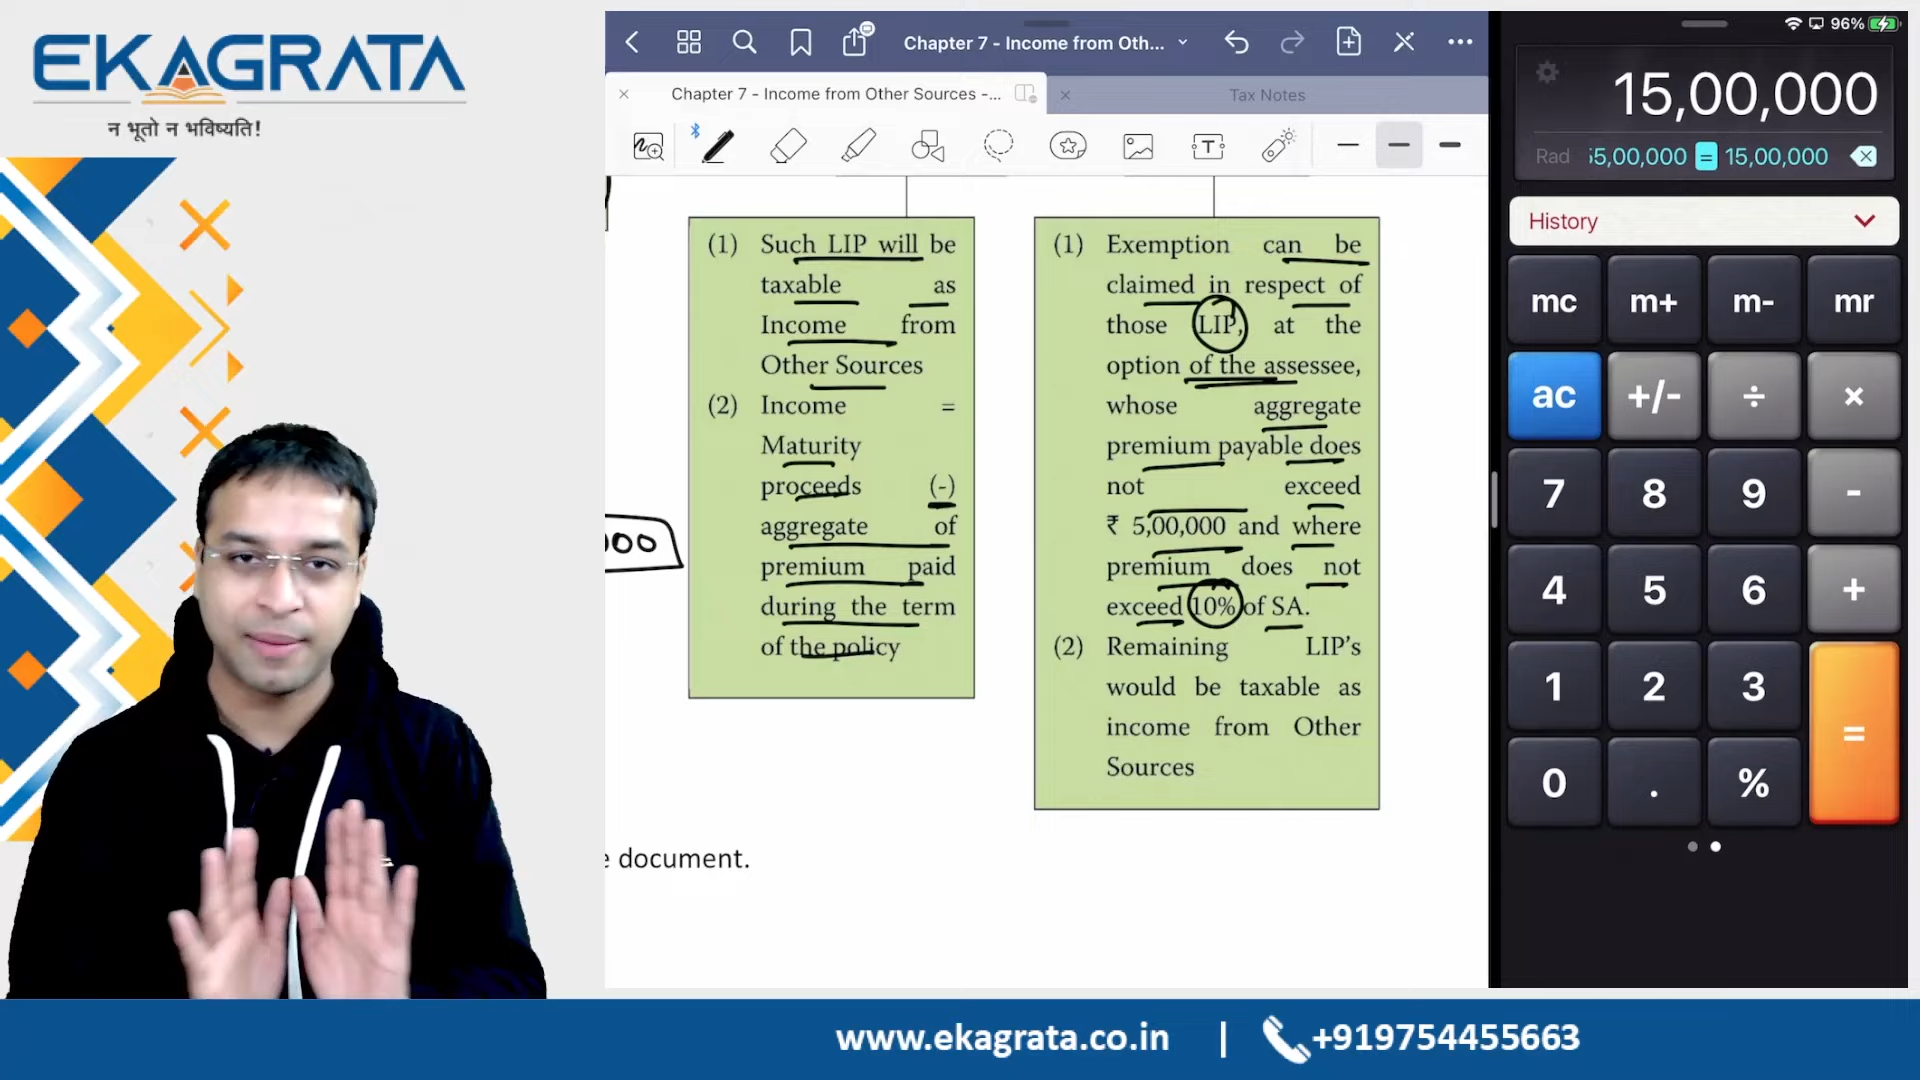 EKAGRATA
न भूतो न भविष्यति!
Chapter 7 - Income from Oth...
Chapter 7 - Income from Other Sources -...
Tax Notes
(1) Such LIP will be
taxable as
Income from
Other Sources
(2) Income =
Maturity
proceeds (-)
aggregate of
premium paid
during the term
of the policy
(1) Exemption can be
claimed in respect of
those LIP, at the
option of the assessee,
whose aggregate
premium payable does
not exceed
₹ 5,00,000 and where
premium does not
exceed 10% of SA.
(2) Remaining LIP's
would be taxable as
income from Other
Sources
000
document.
96%
15,00,000
Rad 5,00,000 = 15,00,000
History
mc m+ m- mr
ac +/- ÷ ×
7 8 9 -
4 5 6 +
1 2 3 =
0 . %
www.ekagrata.co.in | +919754455663